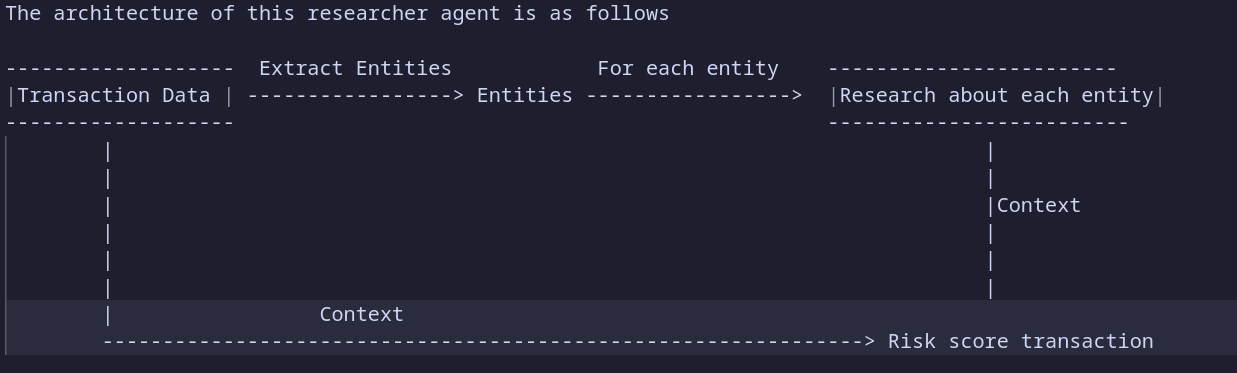 The architecture of this researcher agent is as follows
Extract Entities For each entity
|Transaction Data | -----------------> Entities -----------------> |Research about each entity|
|Context
Context
Risk score transaction